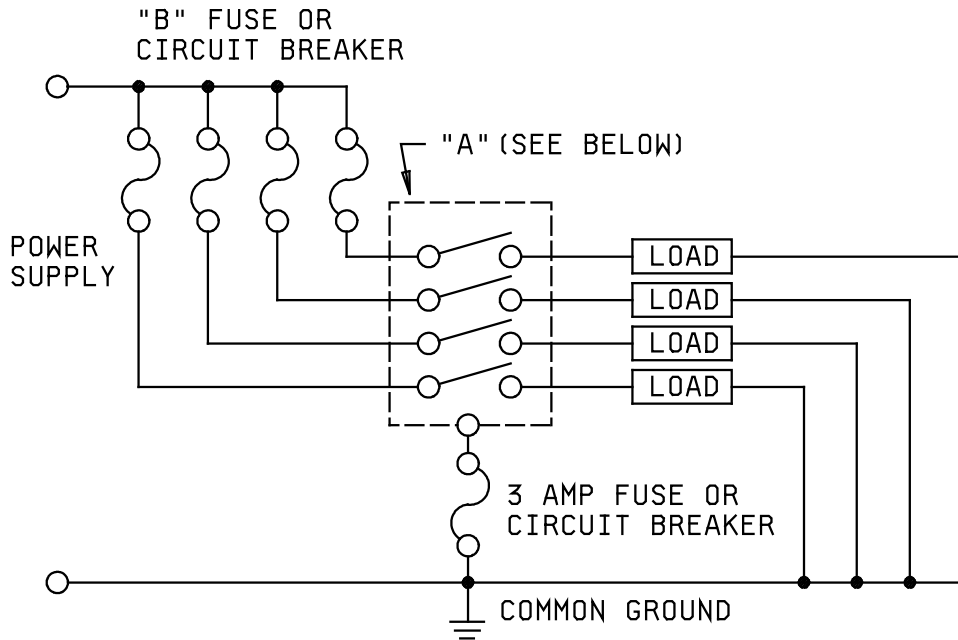 "B" FUSE OR
CIRCUIT BREAKER
"A" (SEE BELOW)
POWER
SUPPLY
LOAD
LOAD
LOAD
LOAD
3 AMP FUSE OR
CIRCUIT BREAKER
COMMON GROUND